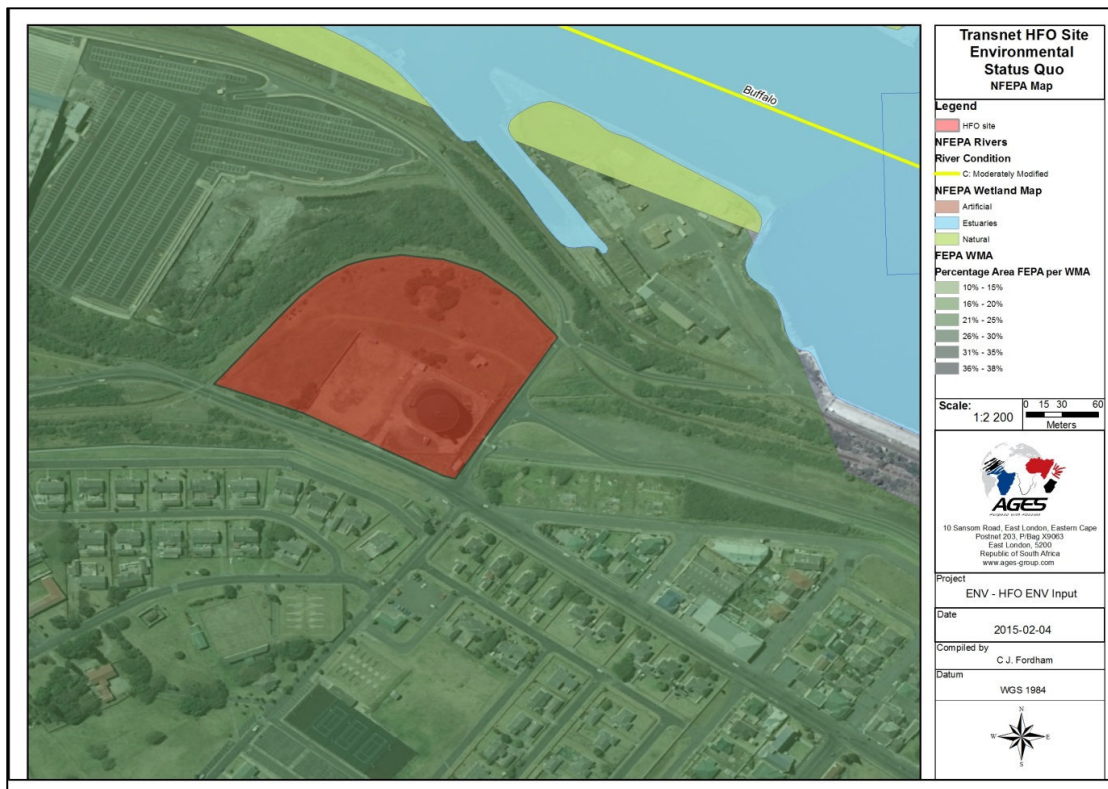 Buffalo
Transnet HFO Site
Environmental
Status Quo
NFEPA Map
Legend
HFO site
NFEPA Rivers
River Condition
C: Moderately Modified
NFEPA Wetland Map
Artificial
Estuaries
Natural
FEPA WMA
Percentage Area FEPA per WMA
10% - 15%
16% - 20%
21% - 25%
26% - 30%
31% - 35%
36% - 38%
Scale:
1:2 200
0 15 30 60
Meters
AGES
10 Sansom Road, East London, Eastern Cape
Postnet 203, P/Bag X9063
East London, 5200
Republic of South Africa
www.ages-group.com
Project
ENV - HFO ENV Input
Date
2015-02-04
Compiled by
C J. Fordham
Datum
WGS 1984
N
W E
S